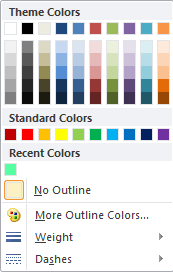 Theme Colors
Standard Colors
Recent Colors
No Outline
More Outline Colors...
Weight
Dashes